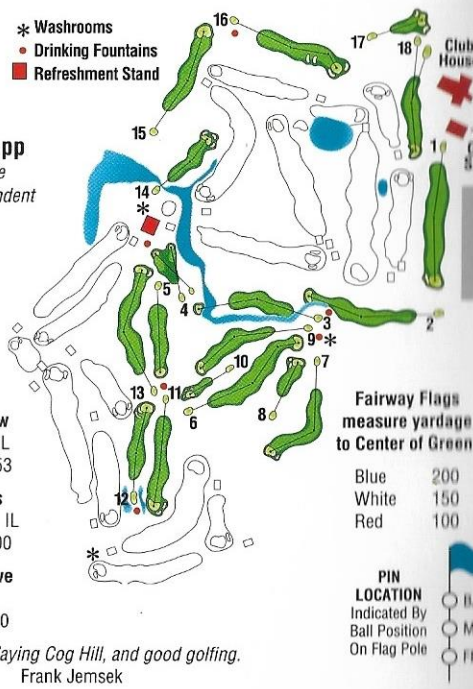 * Washrooms
• Drinking Fountains
■ Refreshment Stand
16
17
18
Club
House
15
1
14
*
5
4
3
2
9
*
10
7
13
11
6
8
12
*
Fairway Flags
measure yardage
to Center of Green
Blue 200
White 150
Red 100
PIN
LOCATION
Indicated By
Ball Position
On Flag Pole
pp
ndent
L
53
IL
00
0
aying Cog Hill, and good golfing.
Frank Jemsek